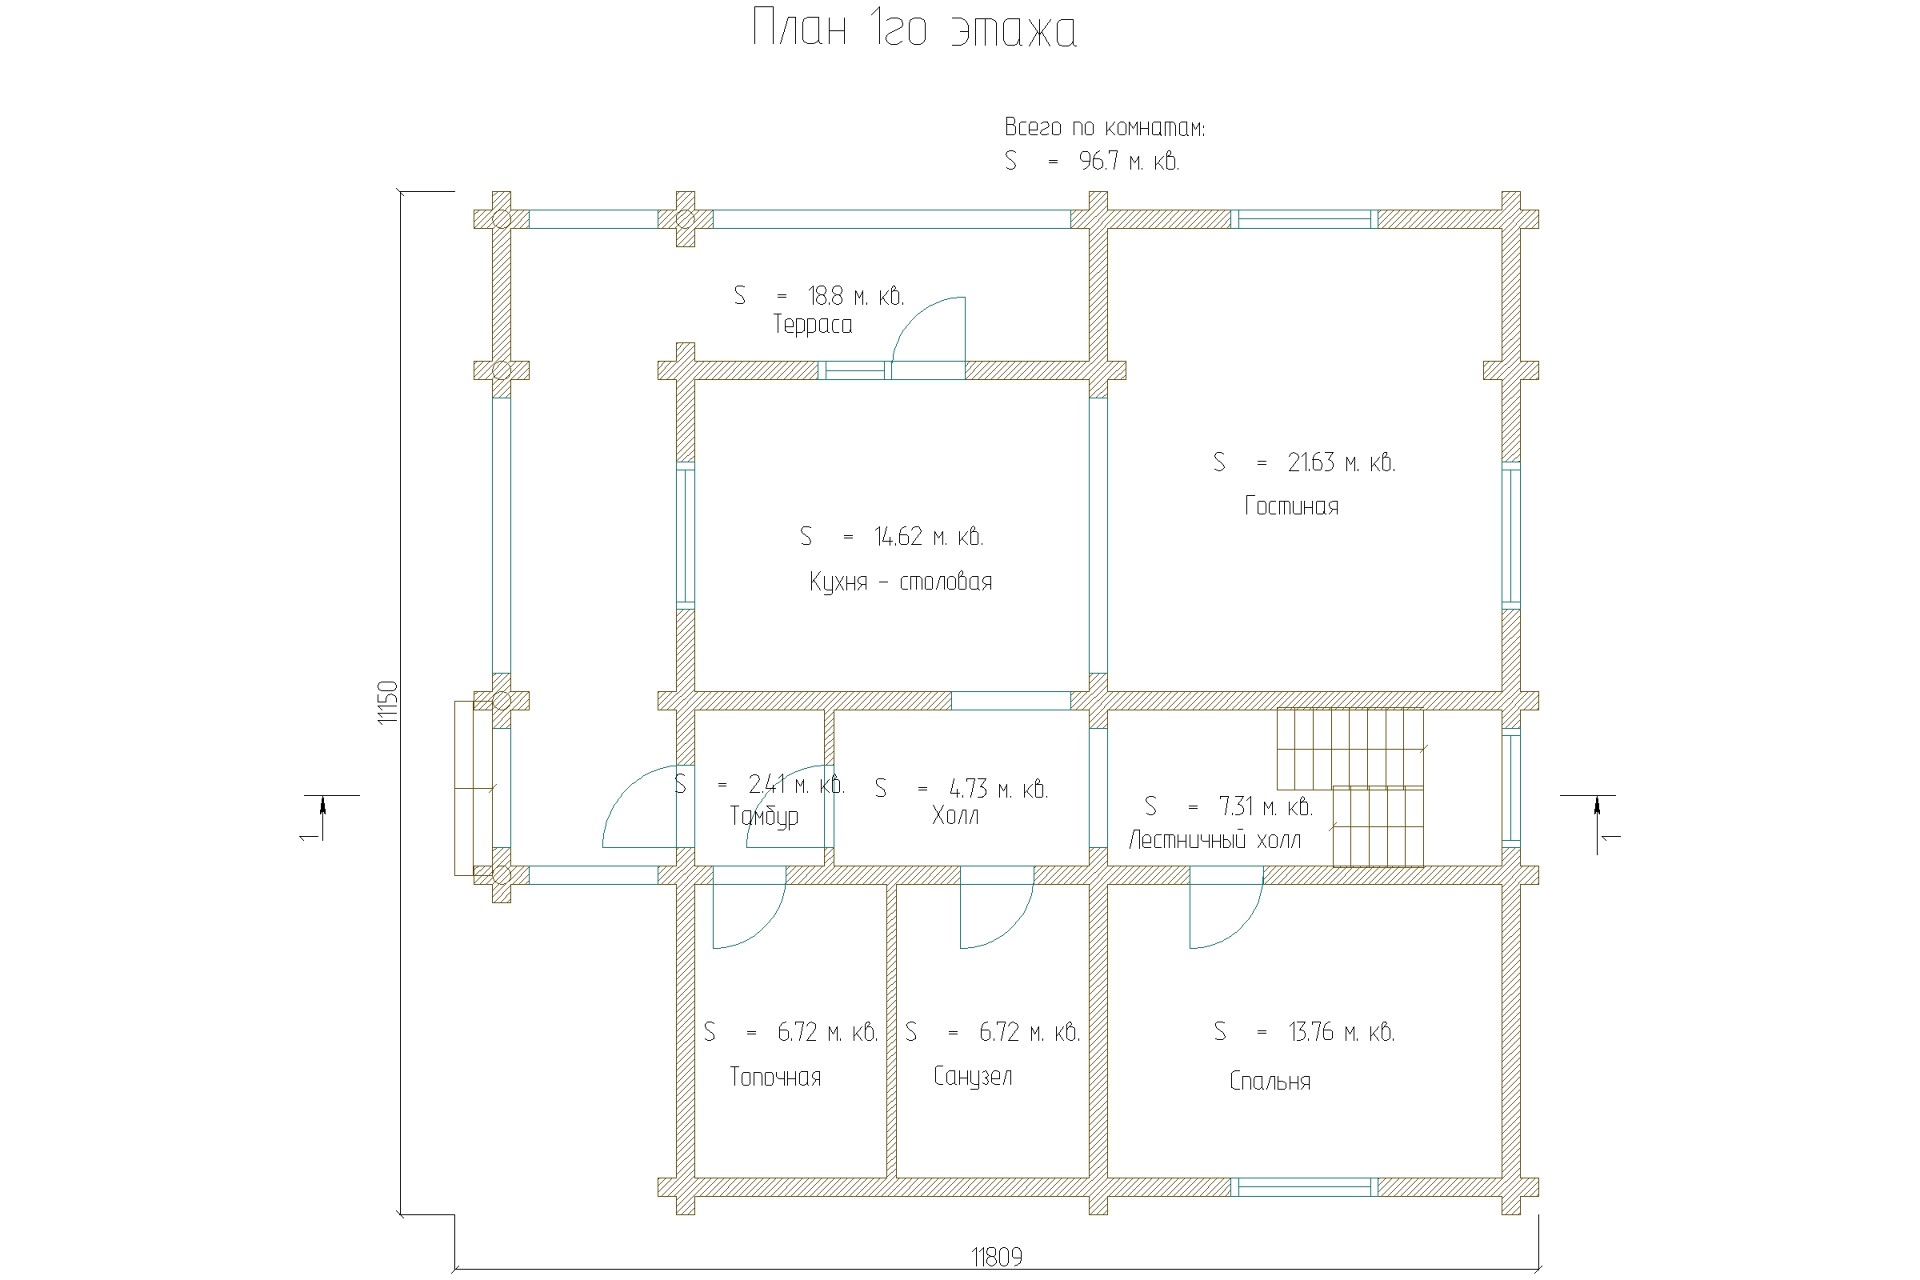 План 1го этажа
Всего по комнатам:
S = 96.7 м. кв.
S = 18.8 м. кв.
Терраса
S = 21.63 м. кв.
Гостиная
S = 14.62 м. кв.
Кухня - столовая
11150
S = 2.41 м. кв.
Тамбур
S = 4.73 м. кв.
Холл
S = 7.31 м. кв.
Лестничный холл
1
1
S = 6.72 м. кв.
Топочная
S = 6.72 м. кв.
Санузел
S = 13.76 м. кв.
Спальня
11809